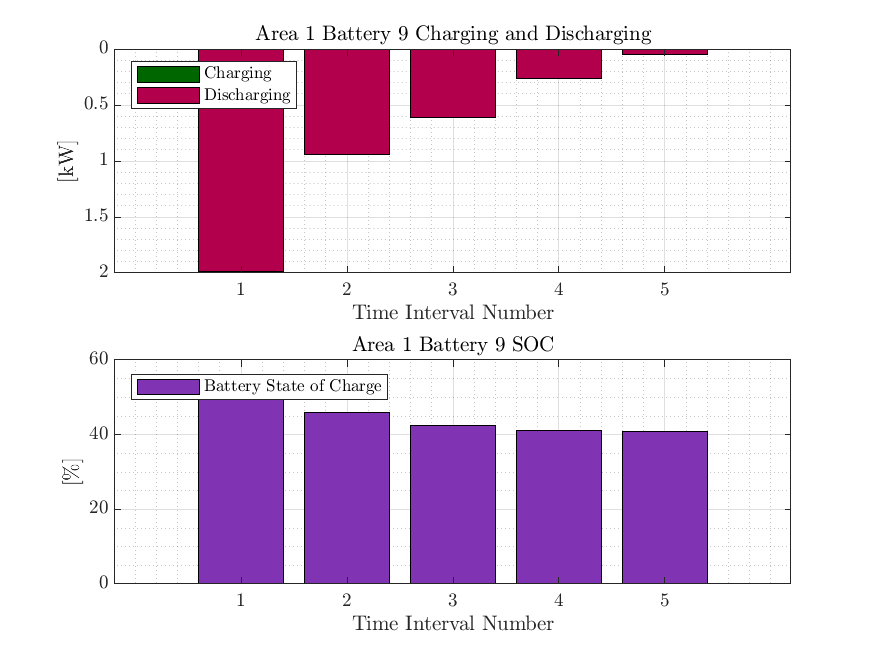 Area 1 Battery 9 Charging and Discharging
0
0.5
1
1.5
2
[kW]
Charging
Discharging
1 2 3 4 5
Time Interval Number
Area 1 Battery 9 SOC
60
40
20
0
[%]
Battery State of Charge
1 2 3 4 5
Time Interval Number